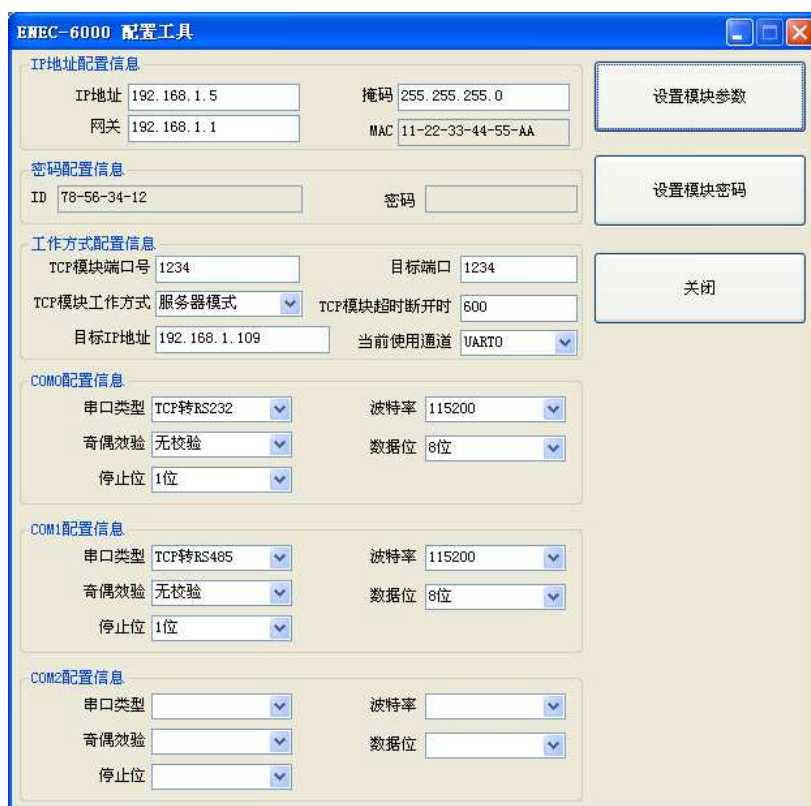 ENEC-6000 配置工具
IP地址配置信息
IP地址 192.168.1.5 掩码 255.255.255.0
网关 192.168.1.1 MAC 11-22-33-44-55-AA
设置模块参数
密码配置信息
ID 78-56-34-12 密码
设置模块密码
工作方式配置信息
TCP模块端口号 1234 目标端口 1234
TCP模块工作方式 服务器模式 TCP模块超时断开时 600
目标IP地址 192.168.1.109 当前使用通道 UART0
关闭
COM0配置信息
串口类型 TCP转RS232 波特率 115200
奇偶效验 无校验 数据位 8位
停止位 1位
COM1配置信息
串口类型 TCP转RS485 波特率 115200
奇偶效验 无校验 数据位 8位
停止位 1位
COM2配置信息
串口类型 波特率
奇偶效验 数据位
停止位